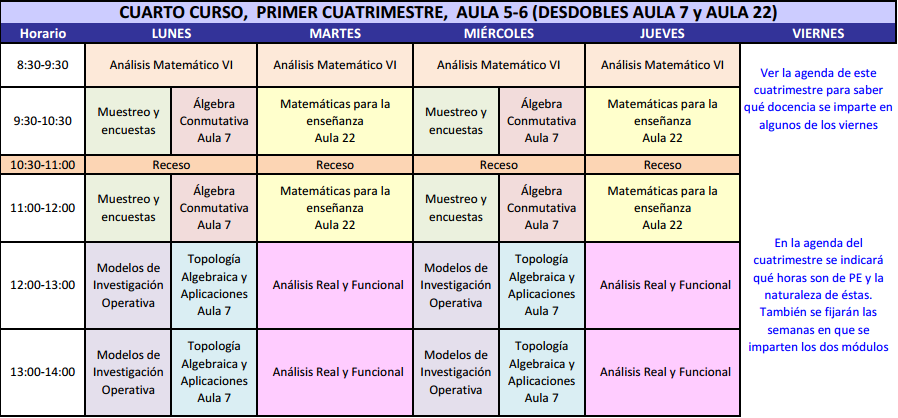 CUARTO CURSO, PRIMER CUATRIMESTRE, AULA 5-6 (DESDOBLES AULA 7 y AULA 22)
Horario LUNES MARTES MIÉRCOLES JUEVES VIERNES
8:30-9:30
Análisis Matemático VI
Análisis Matemático VI
Análisis Matemático VI
Análisis Matemático VI
Ver la agenda de este
cuatrimestre para saber
qué docencia se imparte en
algunos de los viernes
9:30-10:30
Muestreo y
encuestas
Álgebra
Conmutativa
Aula 7
Matemáticas para la
enseñanza
Aula 22
Muestreo y
encuestas
Álgebra
Conmutativa
Aula 7
Matemáticas para la
enseñanza
Aula 22
10:30-11:00 Receso Receso Receso Receso
11:00-12:00
Muestreo y
encuestas
Álgebra
Conmutativa
Aula 7
Matemáticas para la
enseñanza
Aula 22
Muestreo y
encuestas
Álgebra
Conmutativa
Aula 7
Matemáticas para la
enseñanza
Aula 22
12:00-13:00
Modelos de
Investigación
Operativa
Topología
Algebraica y
Aplicaciones
Aula 7
Análisis Real y Funcional
Modelos de
Investigación
Operativa
Topología
Algebraica y
Aplicaciones
Aula 7
Análisis Real y Funcional
En la agenda del
cuatrimestre se indicará
qué horas son de PE y la
naturaleza de éstas.
También se fijarán las
semanas en que se
imparten los dos módulos
13:00-14:00
Modelos de
Investigación
Operativa
Topología
Algebraica y
Aplicaciones
Aula 7
Análisis Real y Funcional
Modelos de
Investigación
Operativa
Topología
Algebraica y
Aplicaciones
Aula 7
Análisis Real y Funcional